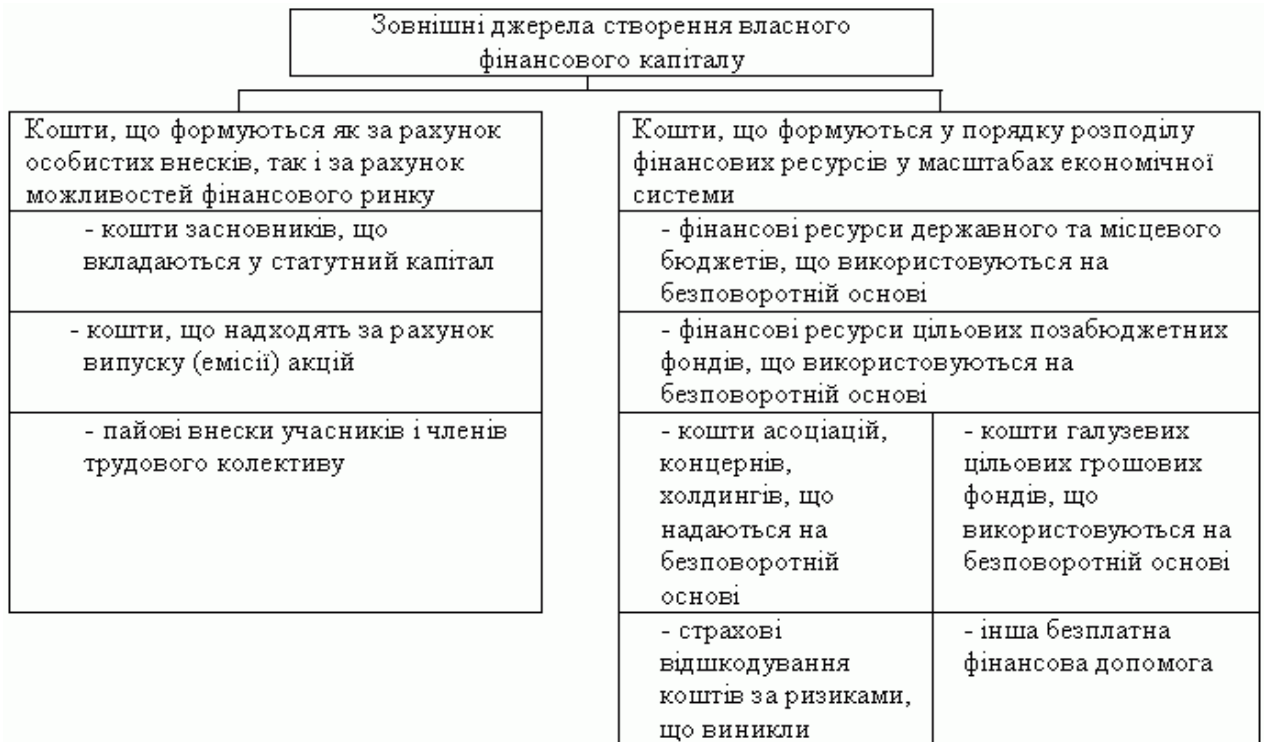 Зовнішні джерела створення власного
фінансового капіталу
Кошти, що формуються як за рахунок
особистих внесків, так і за рахунок
можливостей фінансового ринку
- кошти засновників, що
вкладаються у статутний капітал
- кошти, що надходять за рахунок
випуску (емісії) акцій
- пайові внески учасників і членів
трудового колективу
Кошти, що формуються у порядку розподілу
фінансових ресурсів у масштабах економічної
системи
- фінансові ресурси державного та місцевого
бюджетів, що використовуються на
безповоротній основі
- фінансові ресурси цільових позабюджетних
фондів, що використовуються на
безповоротній основі
- кошти асоціацій,
концернів,
холдингів, що
надаються на
безповоротній
основі
- кошти галузевих
цільових грошових
фондів, що
використовуються на
безповоротній основі
- страхові
відшкодування
коштів за ризиками,
що виникли
- інша безплатна
фінансова допомога